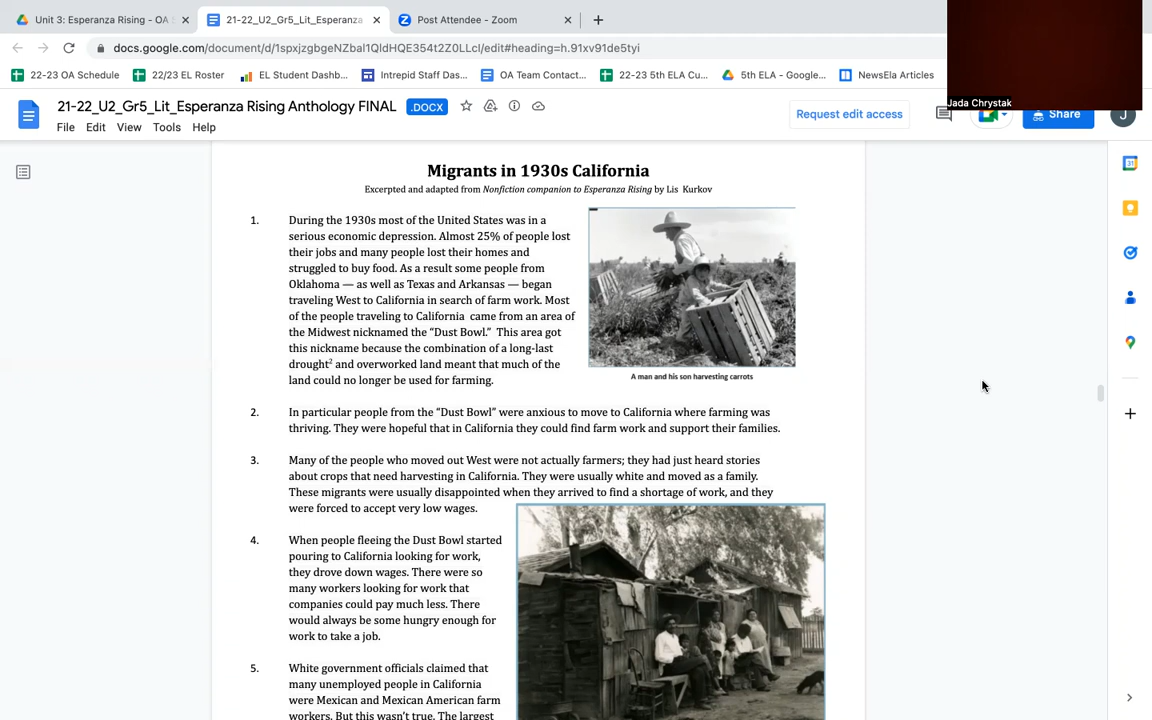 Unit 3: Esperanza Rising - OA
21-22_U2_Gr5_Lit_Esperanza
Post Attendee - Zoom
docs.google.com/document/d/1spxjzgbgeNZbal1QldHQE354t2Z0LLcl/edit#heading=h.91xv91de5tyi
22-23 OA Schedule
22/23 EL Roster
EL Student Dashb...
Intrepid Staff Das...
OA Team Contact...
22-23 5th ELA Cu...
5th ELA - Google...
NewsEla Articles
Jada Chrystak
21-22_U2_Gr5_Lit_Esperanza Rising Anthology FINAL
.DOCX
File Edit View Tools Help
Request edit access
Share
J
31
Migrants in 1930s California
Excerpted and adapted from Nonfiction companion to Esperanza Rising by Lis Kurkov
1. During the 1930s most of the United States was in a
serious economic depression. Almost 25% of people lost
their jobs and many people lost their homes and
struggled to buy food. As a result some people from
Oklahoma — as well as Texas and Arkansas — began
traveling West to California in search of farm work. Most
of the people traveling to California came from an area of
the Midwest nicknamed the “Dust Bowl.” This area got
this nickname because the combination of a long-last
drought² and overworked land meant that much of the
land could no longer be used for farming.
A man and his son harvesting carrots
2. In particular people from the “Dust Bowl” were anxious to move to California where farming was
thriving. They were hopeful that in California they could find farm work and support their families.
3. Many of the people who moved out West were not actually farmers; they had just heard stories
about crops that need harvesting in California. They were usually white and moved as a family.
These migrants were usually disappointed when they arrived to find a shortage of work, and they
were forced to accept very low wages.
4. When people fleeing the Dust Bowl started
pouring to California looking for work,
they drove down wages. There were so
many workers looking for work that
companies could pay much less. There
would always be some hungry enough for
work to take a job.
5. White government officials claimed that
many unemployed people in California
were Mexican and Mexican American farm
workers. But this wasn't true. The largest